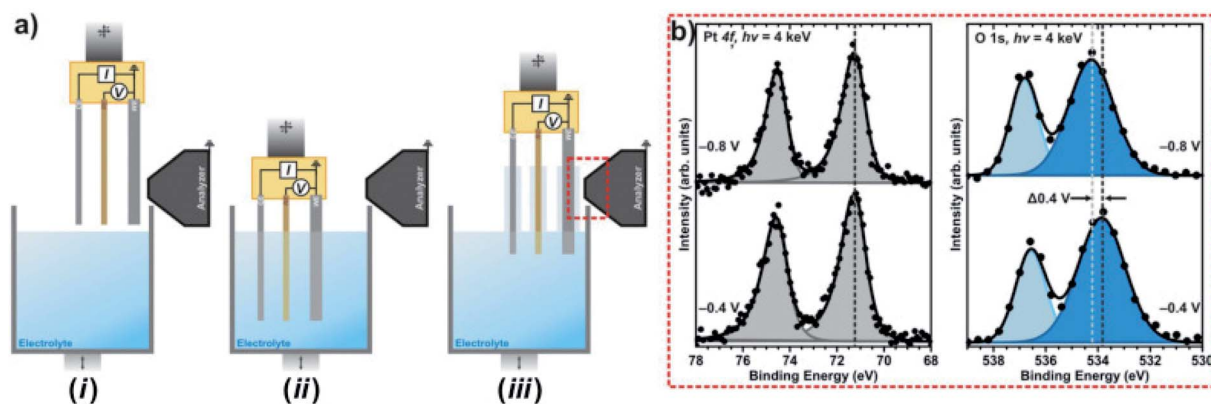 a)
I
V
Analyzer
Electrolyte
(i)
I
V
Analyzer
Electrolyte
(ii)
I
V
Analyzer
Electrolyte
(iii)
b)
Pt 4f, hν = 4 keV
–0.8 V
–0.4 V
Intensity (arb. units)
78 76 74 72 70 68
Binding Energy (eV)
O 1s, hν = 4 keV
–0.8 V
Δ0.4 V
–0.4 V
Intensity (arb. units)
538 536 534 532 530
Binding Energy (eV)